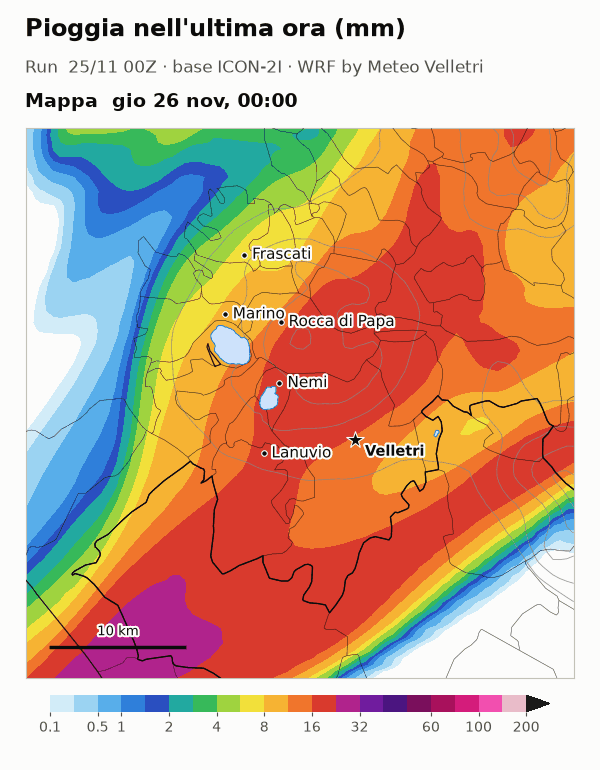 Pioggia nell'ultima ora (mm)
Run  25/11 00Z · base ICON-2I · WRF by Meteo Velletri
Mappa  gio 26 nov, 00:00
Frascati
Marino
Rocca di Papa
Nemi
Velletri
Lanuvio
10 km
0.1 0.5 1 2 4 8 16 32 60 100 200